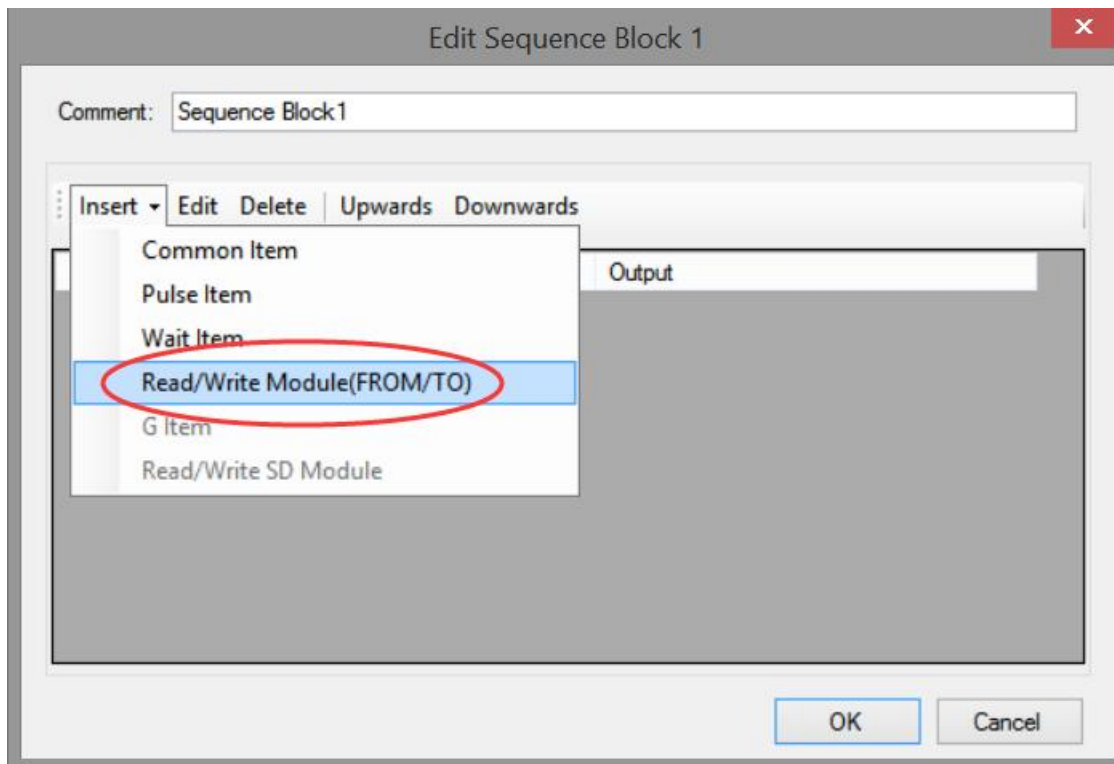 Edit Sequence Block 1
Comment: Sequence Block1
Insert Edit Delete Upwards Downwards
Common Item
Output
Pulse Item
Wait Item
Read/Write Module(FROM/TO)
G Item
Read/Write SD Module
OK Cancel